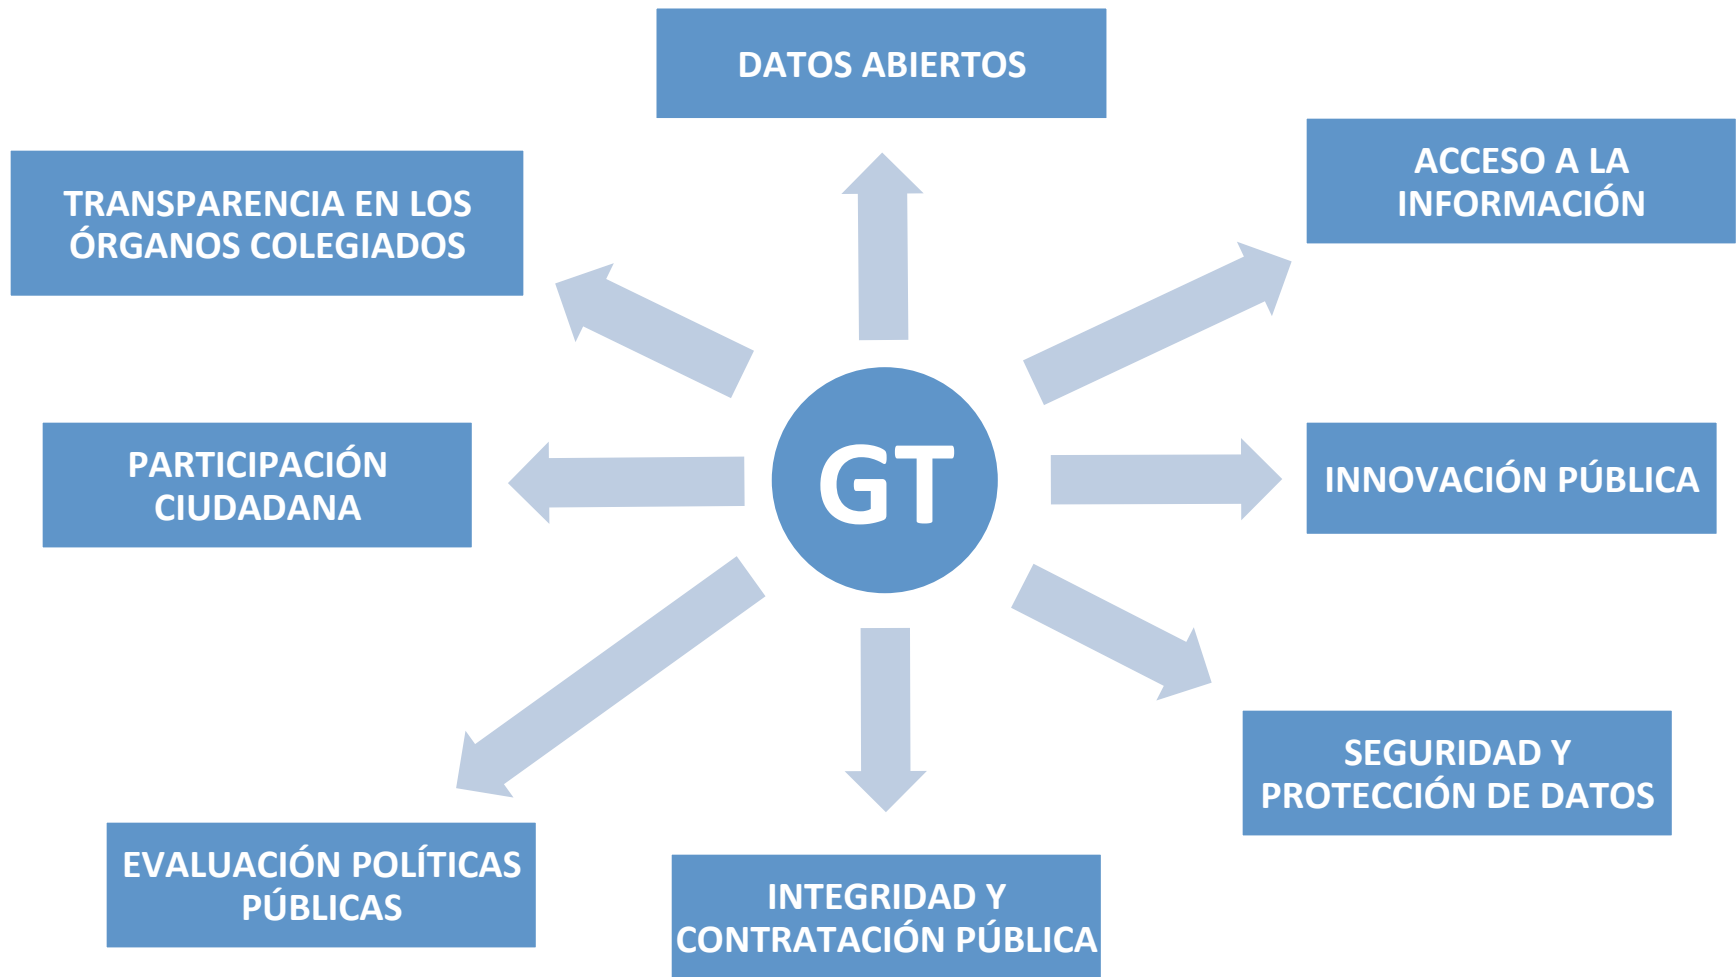 DATOS ABIERTOS
ACCESO A LA
INFORMACIÓN
TRANSPARENCIA EN LOS
ÓRGANOS COLEGIADOS
PARTICIPACIÓN
CIUDADANA
GT
INNOVACIÓN PÚBLICA
SEGURIDAD Y
PROTECCIÓN DE DATOS
EVALUACIÓN POLÍTICAS
PÚBLICAS
INTEGRIDAD Y
CONTRATACIÓN PÚBLICA